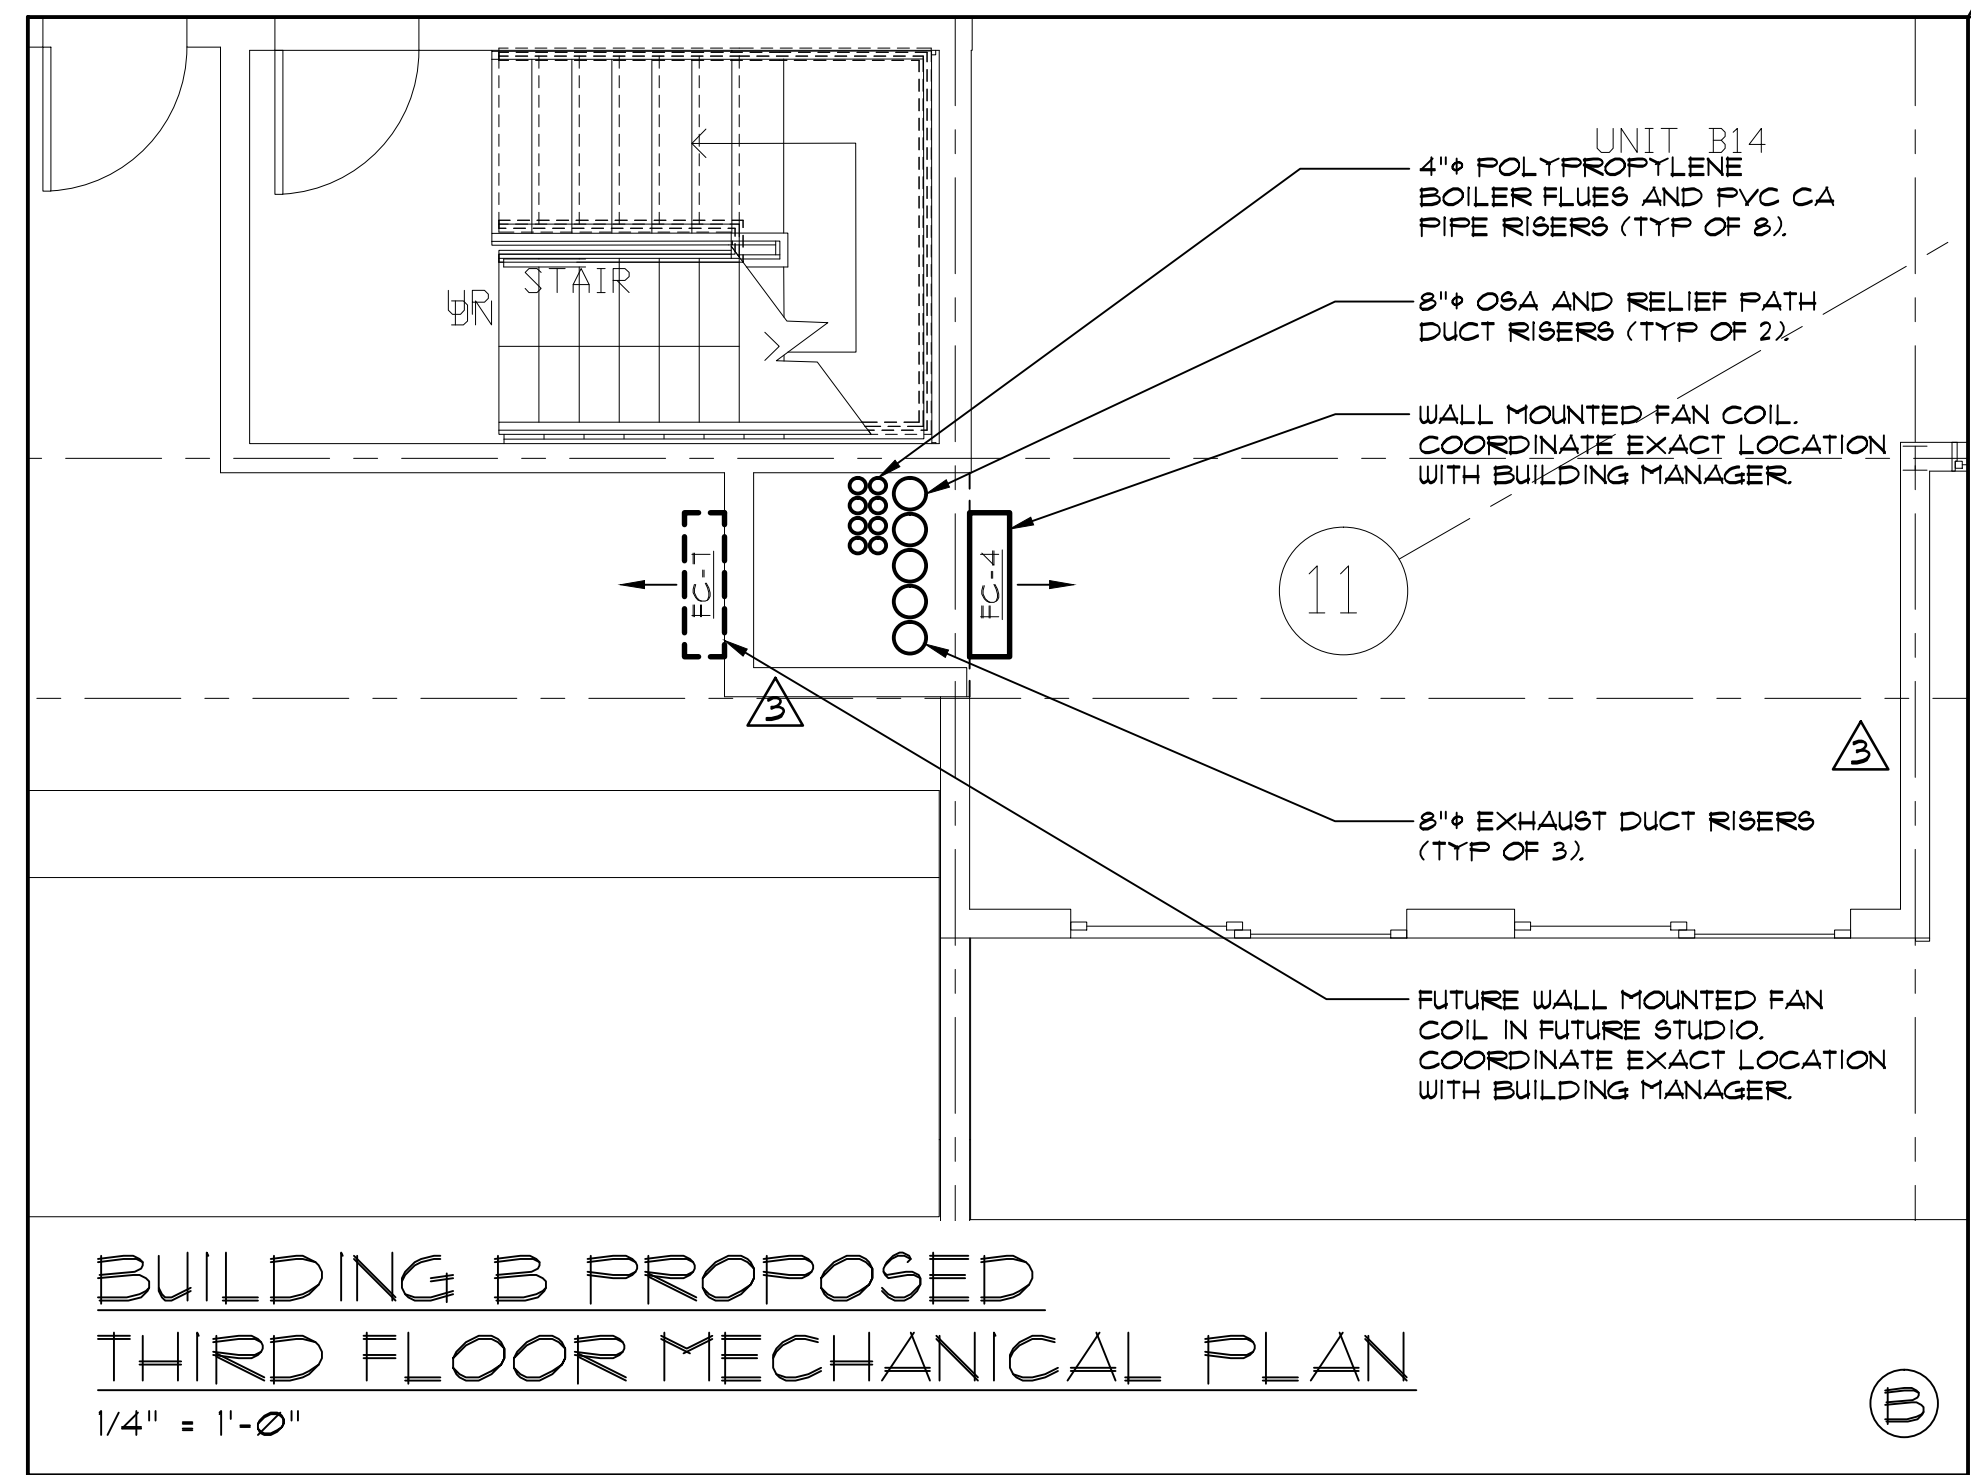 UNIT B14
4"ϕ POLYPROPYLENE
BOILER FLUES AND PVC CA
PIPE RISERS (TYP OF 8).
8"ϕ OSA AND RELIEF PATH
DUCT RISERS (TYP OF 2).
STAIR
UP
DN
WALL MOUNTED FAN COIL.
COORDINATE EXACT LOCATION
WITH BUILDING MANAGER.
FC-1
FC-4
11
3
3
8"ϕ EXHAUST DUCT RISERS
(TYP OF 3).
FUTURE WALL MOUNTED FAN
COIL IN FUTURE STUDIO.
COORDINATE EXACT LOCATION
WITH BUILDING MANAGER.
BUILDING B PROPOSED
THIRD FLOOR MECHANICAL PLAN
1/4" = 1'-0"
B